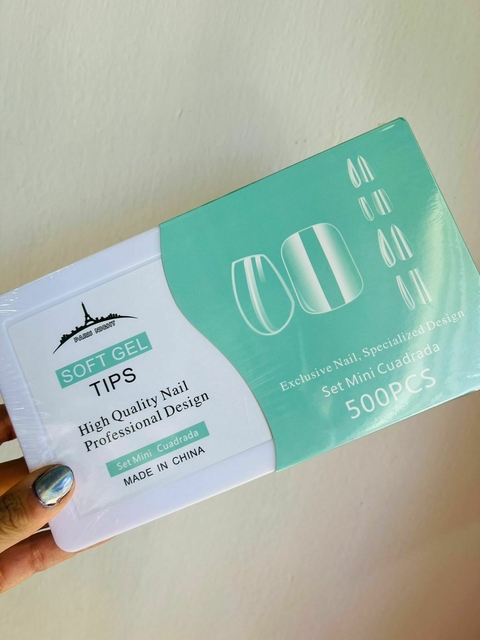 PARIS NIGHT
SOFT GEL
TIPS
High Quality Nail
Professional Design
Set Mini Cuadrada
MADE IN CHINA
Exclusive Nail, Specialized Design
Set Mini Cuadrada
500PCS